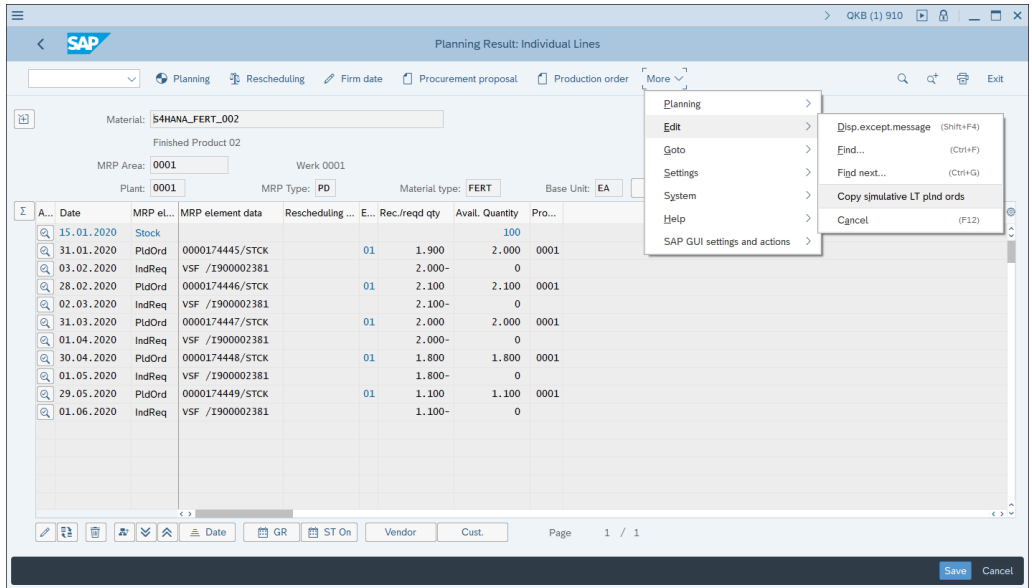 QKB (1) 910
SAP
Planning Result: Individual Lines
Planning Rescheduling Firm date Procurement proposal Production order More Exit
Planning
Edit
Goto
Settings
System
Help
SAP GUI settings and actions
Disp.except.message (Shift+F4)
Find... (Ctrl+F)
Find next... (Ctrl+G)
Copy simulative LT plnd ords
Cancel (F12)
Material: S4HANA_FERT_002
Finished Product 02
MRP Area: 0001 Werk 0001
Plant: 0001 MRP Type: PD Material type: FERT Base Unit: EA
Σ A... Date MRP el... MRP element data Rescheduling ... E... Rec./reqd qty Avail. Quantity Pro...
15.01.2020 Stock 100
31.01.2020 PldOrd 0000174445/STCK 01 1.900 2.000 0001
03.02.2020 IndReq VSF /I900002381 2.000- 0
28.02.2020 PldOrd 0000174446/STCK 01 2.100 2.100 0001
02.03.2020 IndReq VSF /I900002381 2.100- 0
31.03.2020 PldOrd 0000174447/STCK 01 2.000 2.000 0001
01.04.2020 IndReq VSF /I900002381 2.000- 0
30.04.2020 PldOrd 0000174448/STCK 01 1.800 1.800 0001
01.05.2020 IndReq VSF /I900002381 1.800- 0
29.05.2020 PldOrd 0000174449/STCK 01 1.100 1.100 0001
01.06.2020 IndReq VSF /I900002381 1.100- 0
Date GR ST On Vendor Cust. Page 1 / 1
Save Cancel